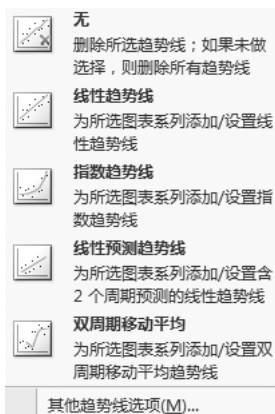 无
删除所选趋势线；如果未做
选择，则删除所有趋势线
线性趋势线
为所选图表系列添加/设置线
性趋势线
指数趋势线
为所选图表系列添加/设置指
数趋势线
线性预测趋势线
为所选图表系列添加/设置含
2 个周期预测的线性趋势线
双周期移动平均
为所选图表系列添加/设置双
周期移动平均趋势线
其他趋势线选项(M)...